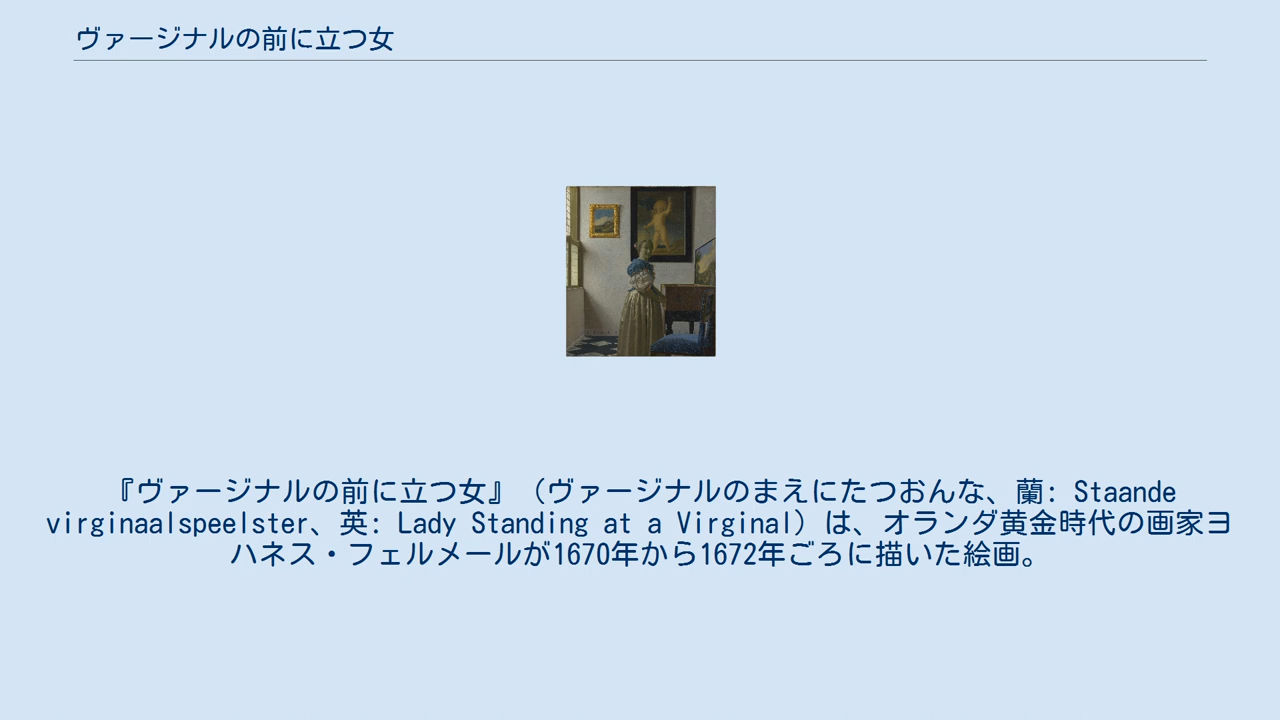 ヴァージナルの前に立つ女
『ヴァージナルの前に立つ女』（ヴァージナルのまえにたつおんな、蘭: Staande
virginaalspeelster、英: Lady Standing at a Virginal）は、オランダ黄金時代の画家ヨ
ハネス・フェルメールが1670年から1672年ごろに描いた絵画。